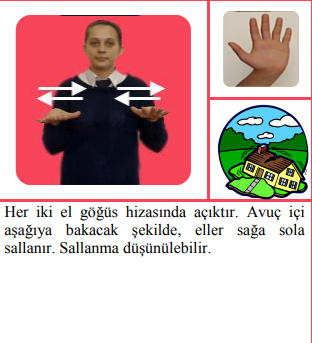 Her iki el göğüs hizasında açıktır. Avuç içi
aşağıya bakacak şekilde, eller sağa sola
sallanır. Sallanma düşünülebilir.